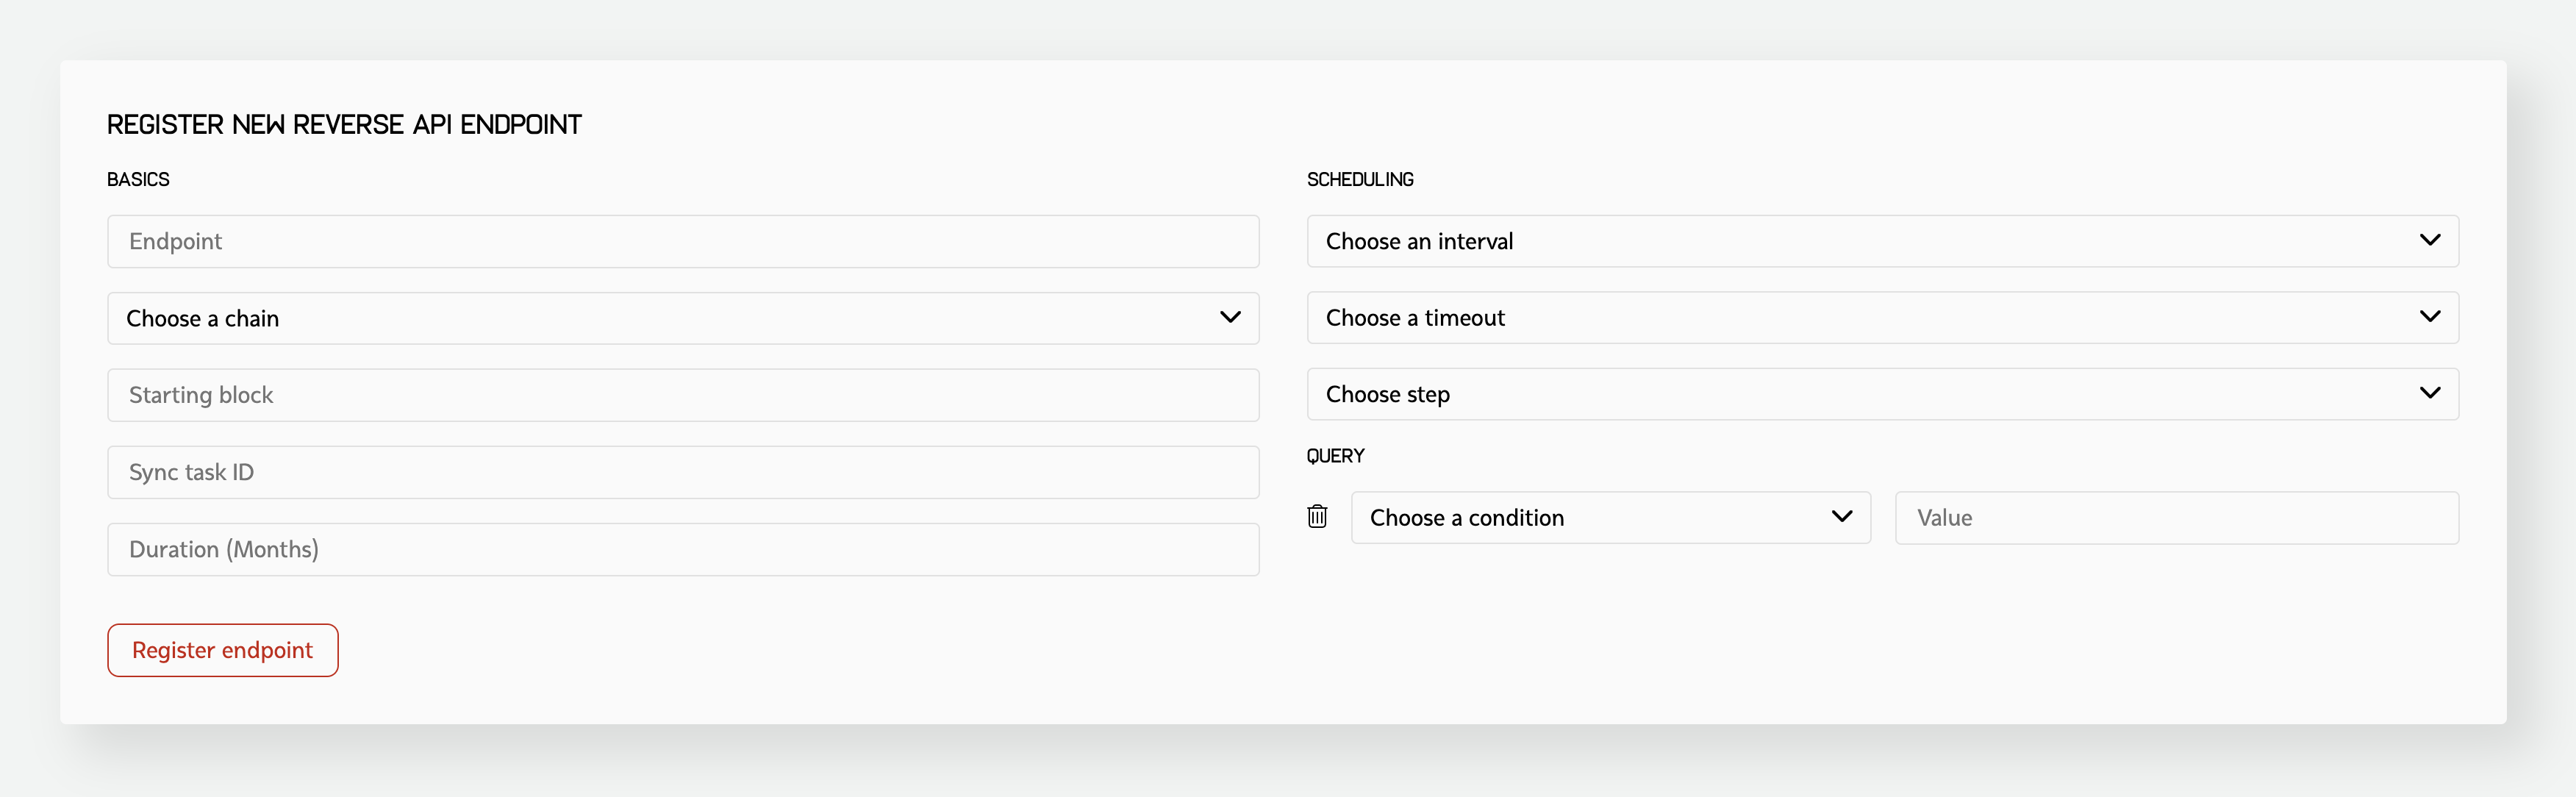 REGISTER NEW REVERSE API ENDPOINT
BASICS
Endpoint
Choose a chain
Starting block
Sync task ID
Duration (Months)
Register endpoint
SCHEDULING
Choose an interval
Choose a timeout
Choose step
QUERY
Choose a condition
Value